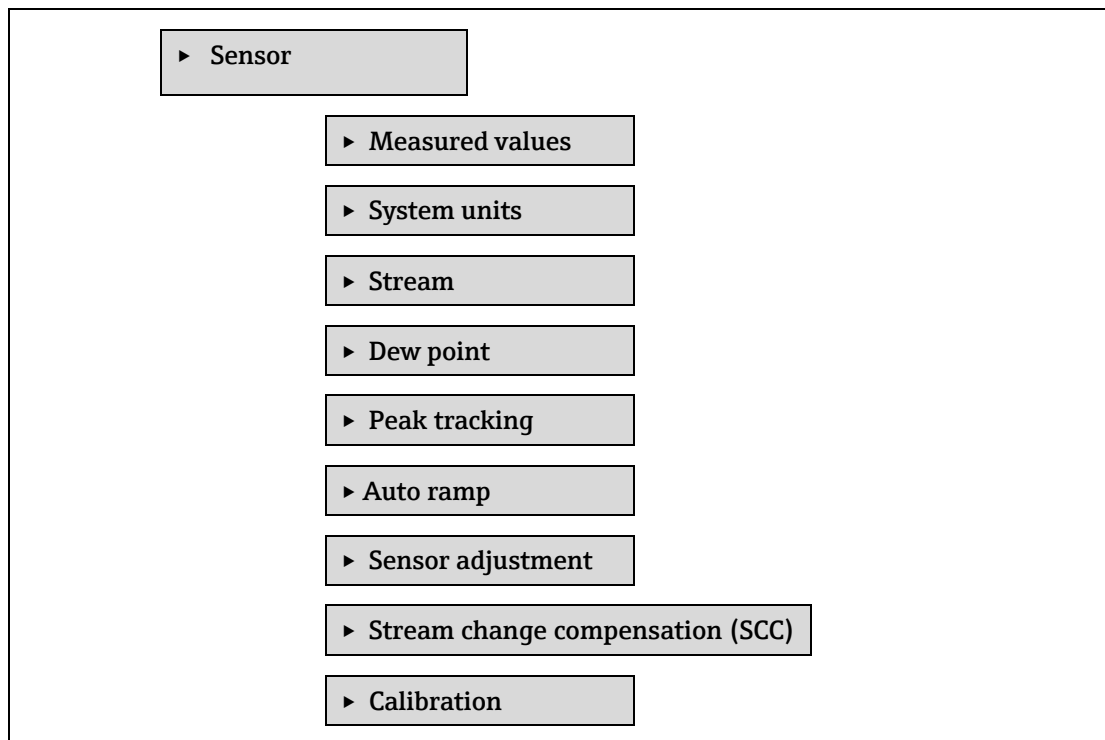 ▸ Sensor
▸ Measured values
▸ System units
▸ Stream
▸ Dew point
▸ Peak tracking
▸ Auto ramp
▸ Sensor adjustment
▸ Stream change compensation (SCC)
▸ Calibration